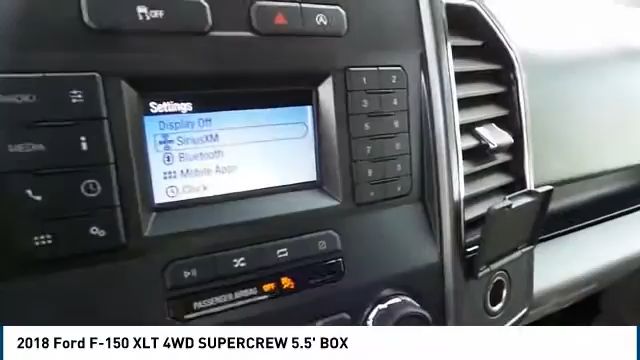 OFF
Settings
Display Off
SiriusXM
Bluetooth
Mobile Apps
Clock
1 2
3 4
5 6
7 8
9 0
MEDIA
PASSENGER AIRBAG OFF
2018 Ford F-150 XLT 4WD SUPERCREW 5.5' BOX